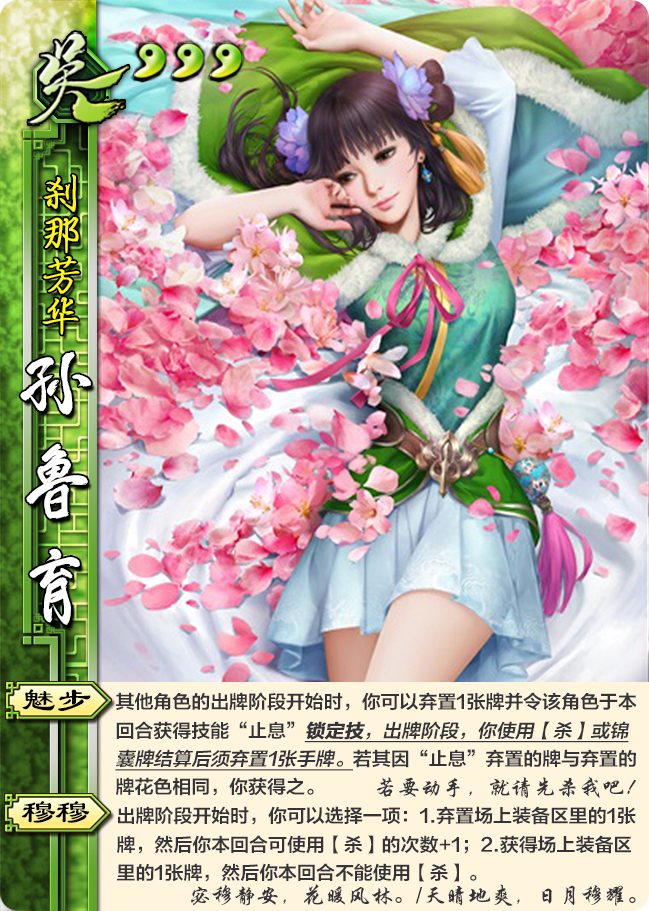 吴
刹那芳华
孙鲁育
魅步
其他角色的出牌阶段开始时，你可以弃置1张牌并令该角色于本
回合获得技能“止息”锁定技，出牌阶段，你使用【杀】或锦
囊牌结算后须弃置1张手牌。若其因“止息”弃置的牌与弃置的
牌花色相同，你获得之。 若要动手，就请先杀我吧！
穆穆
出牌阶段开始时，你可以选择一项：1.弃置场上装备区里的1张
牌，然后你本回合可使用【杀】的次数+1；2.获得场上装备区
里的1张牌，然后你本回合不能使用【杀】。
宓穆静安，花暖风林。/天晴地爽，日月穆耀。